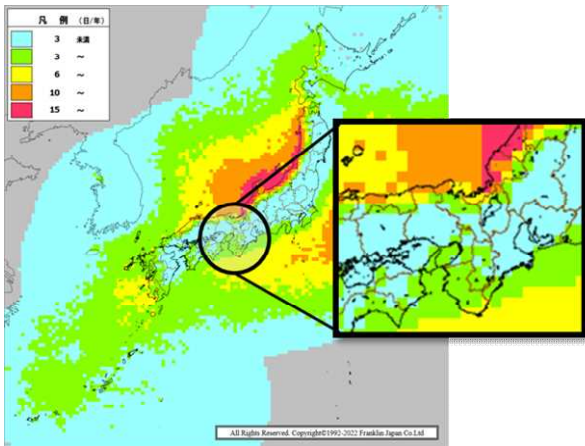 凡 例 (日/年)
3 未満
3 ~
6 ~
10 ~
15 ~
All Rights Reserved. Copyright©1992-2022 Franklin Japan Co.Ltd